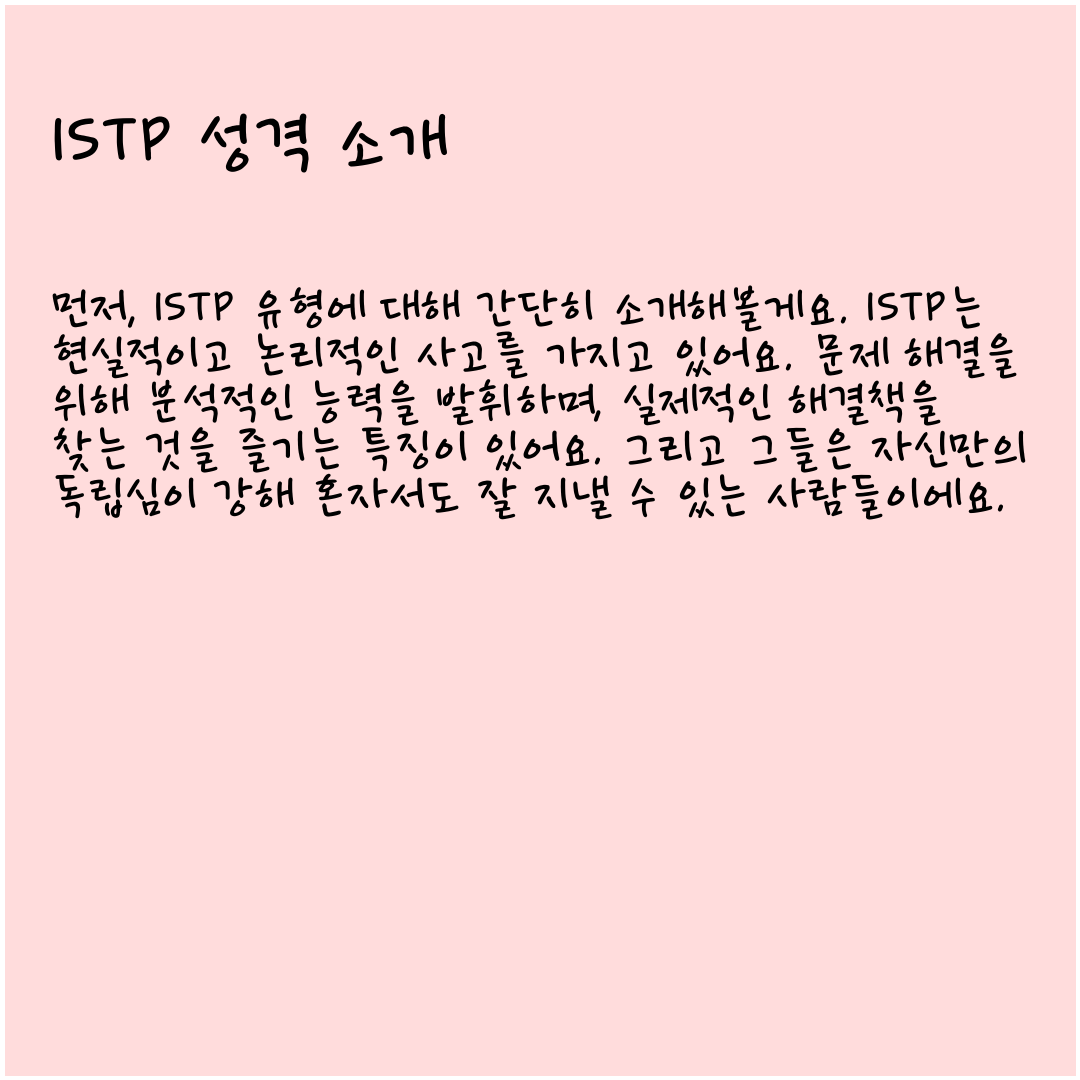 ISTP 성격 소개
먼저, ISTP 유형에 대해 간단히 소개해볼게요. ISTP는
현실적이고 논리적인 사고를 가지고 있어요. 문제 해결을
위해 분석적인 능력을 발휘하며, 실제적인 해결책을
찾는 것을 즐기는 특징이 있어요. 그리고 그들은 자신만의
독립심이 강해 혼자서도 잘 지낼 수 있는 사람들이에요.